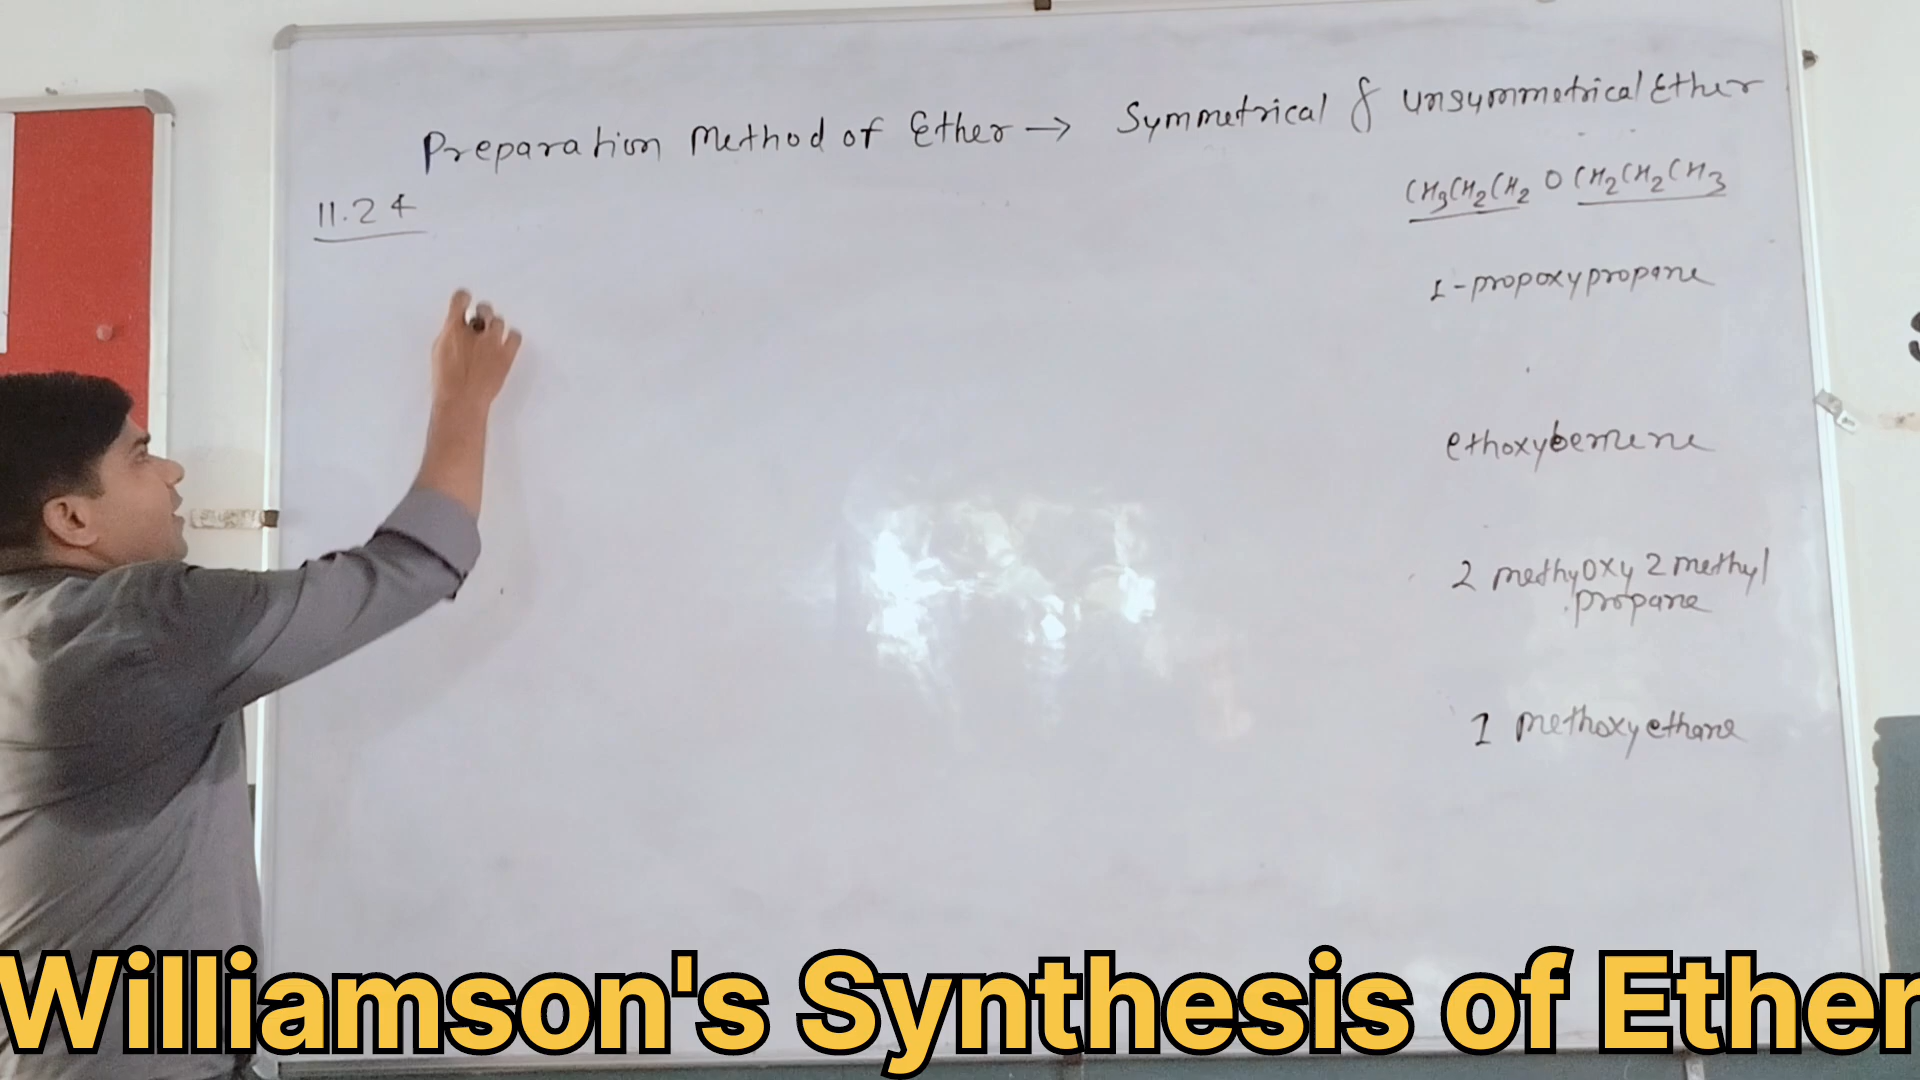 Preparation Method of Ether → Symmetrical & Unsymmetrical Ether
11.24
CH3CH2CH2 O CH2CH2CH3
1-propoxypropane
ethoxybenzene
2 methyoxy 2 methyl
propane
1 methoxyethane
Williamson's Synthesis of Ether